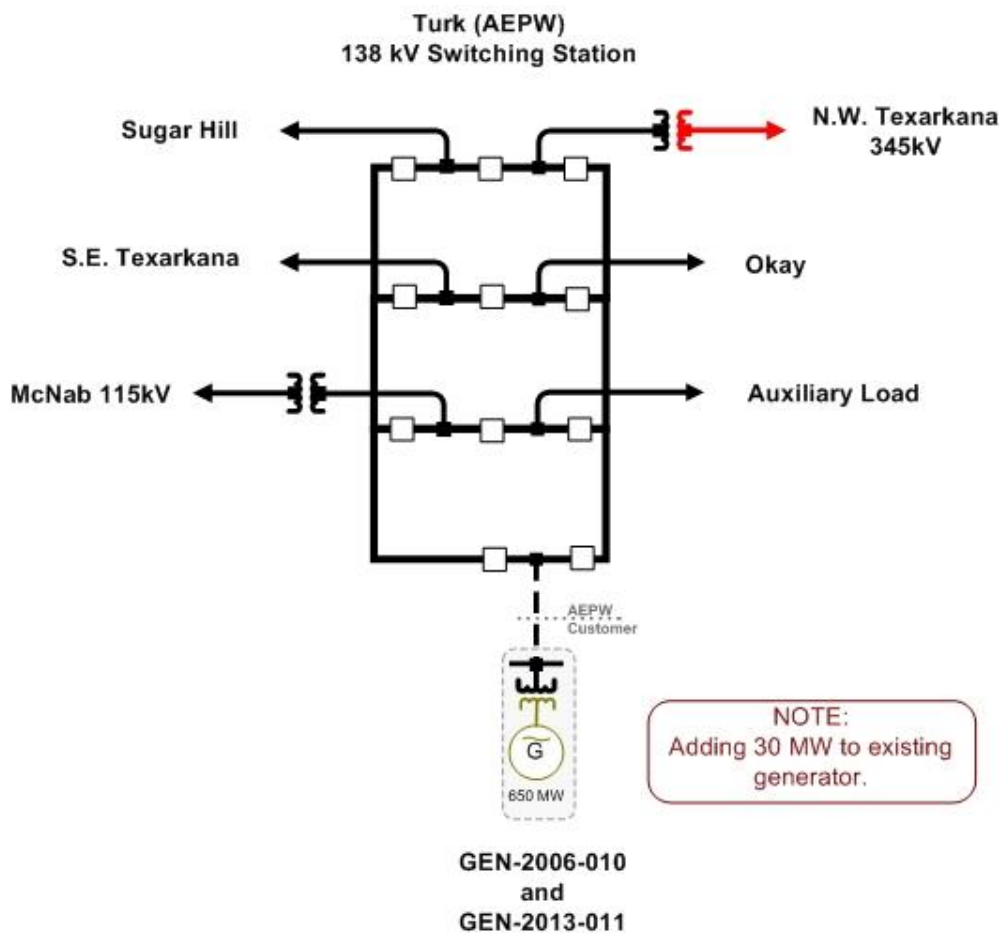 Turk (AEPW)
138 kV Switching Station
Sugar Hill
N.W. Texarkana
345kV
S.E. Texarkana
Okay
McNab 115kV
Auxiliary Load
AEPW
Customer
G
650 MW
NOTE:
Adding 30 MW to existing
generator.
GEN-2006-010
and
GEN-2013-011